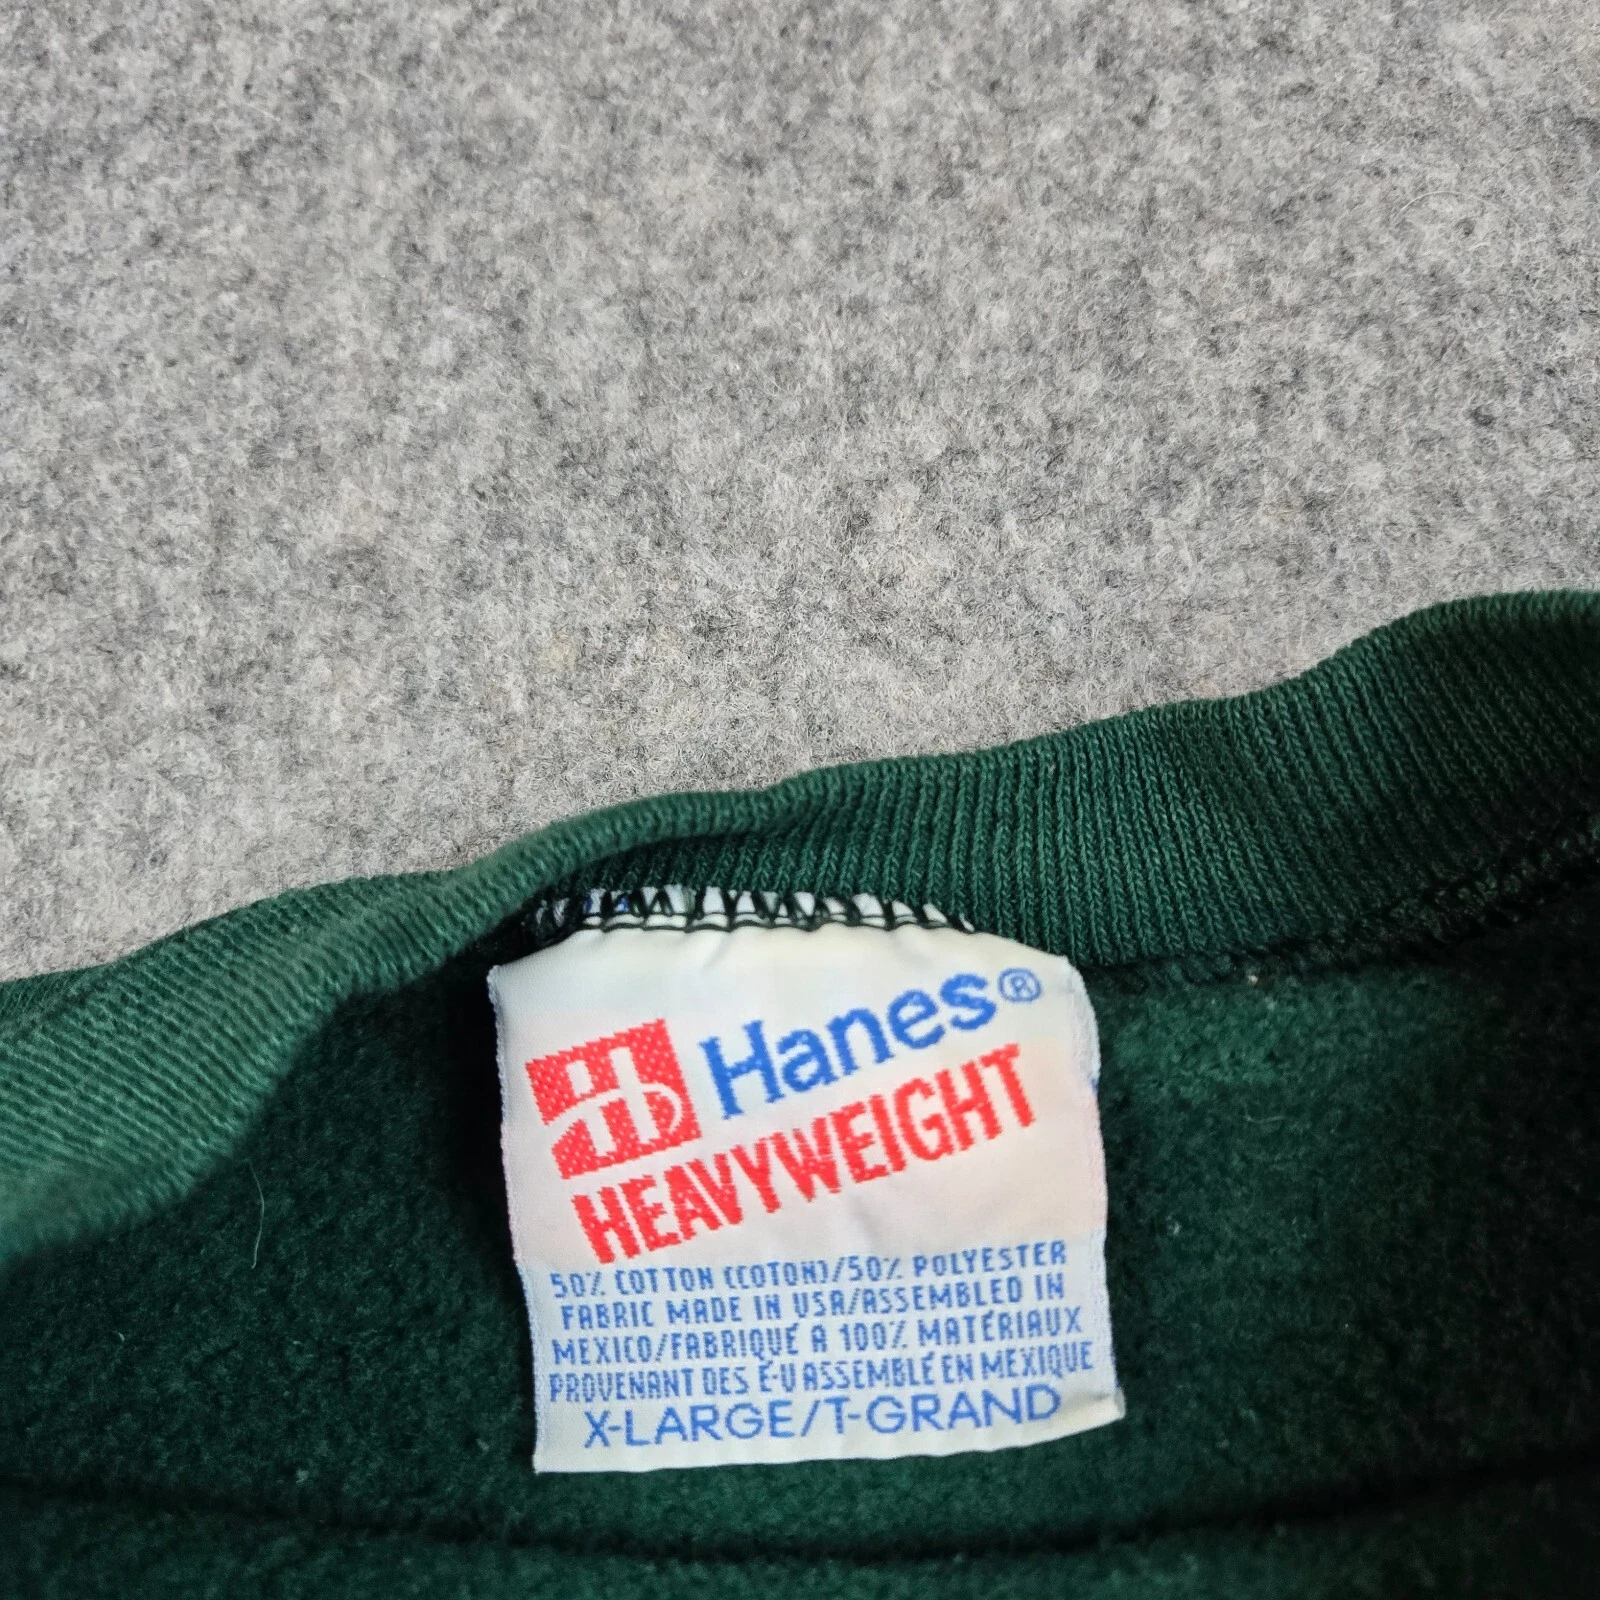 Hanes®
HEAVYWEIGHT
50% COTTON (COTON)/50% POLYESTER
FABRIC MADE IN USA/ASSEMBLED IN
MEXICO/FABRIQUÉ A 100% MATÉRIAUX
PROVENANT DES É-U ASSEMBLÉ EN MEXIQUE
X-LARGE/T-GRAND